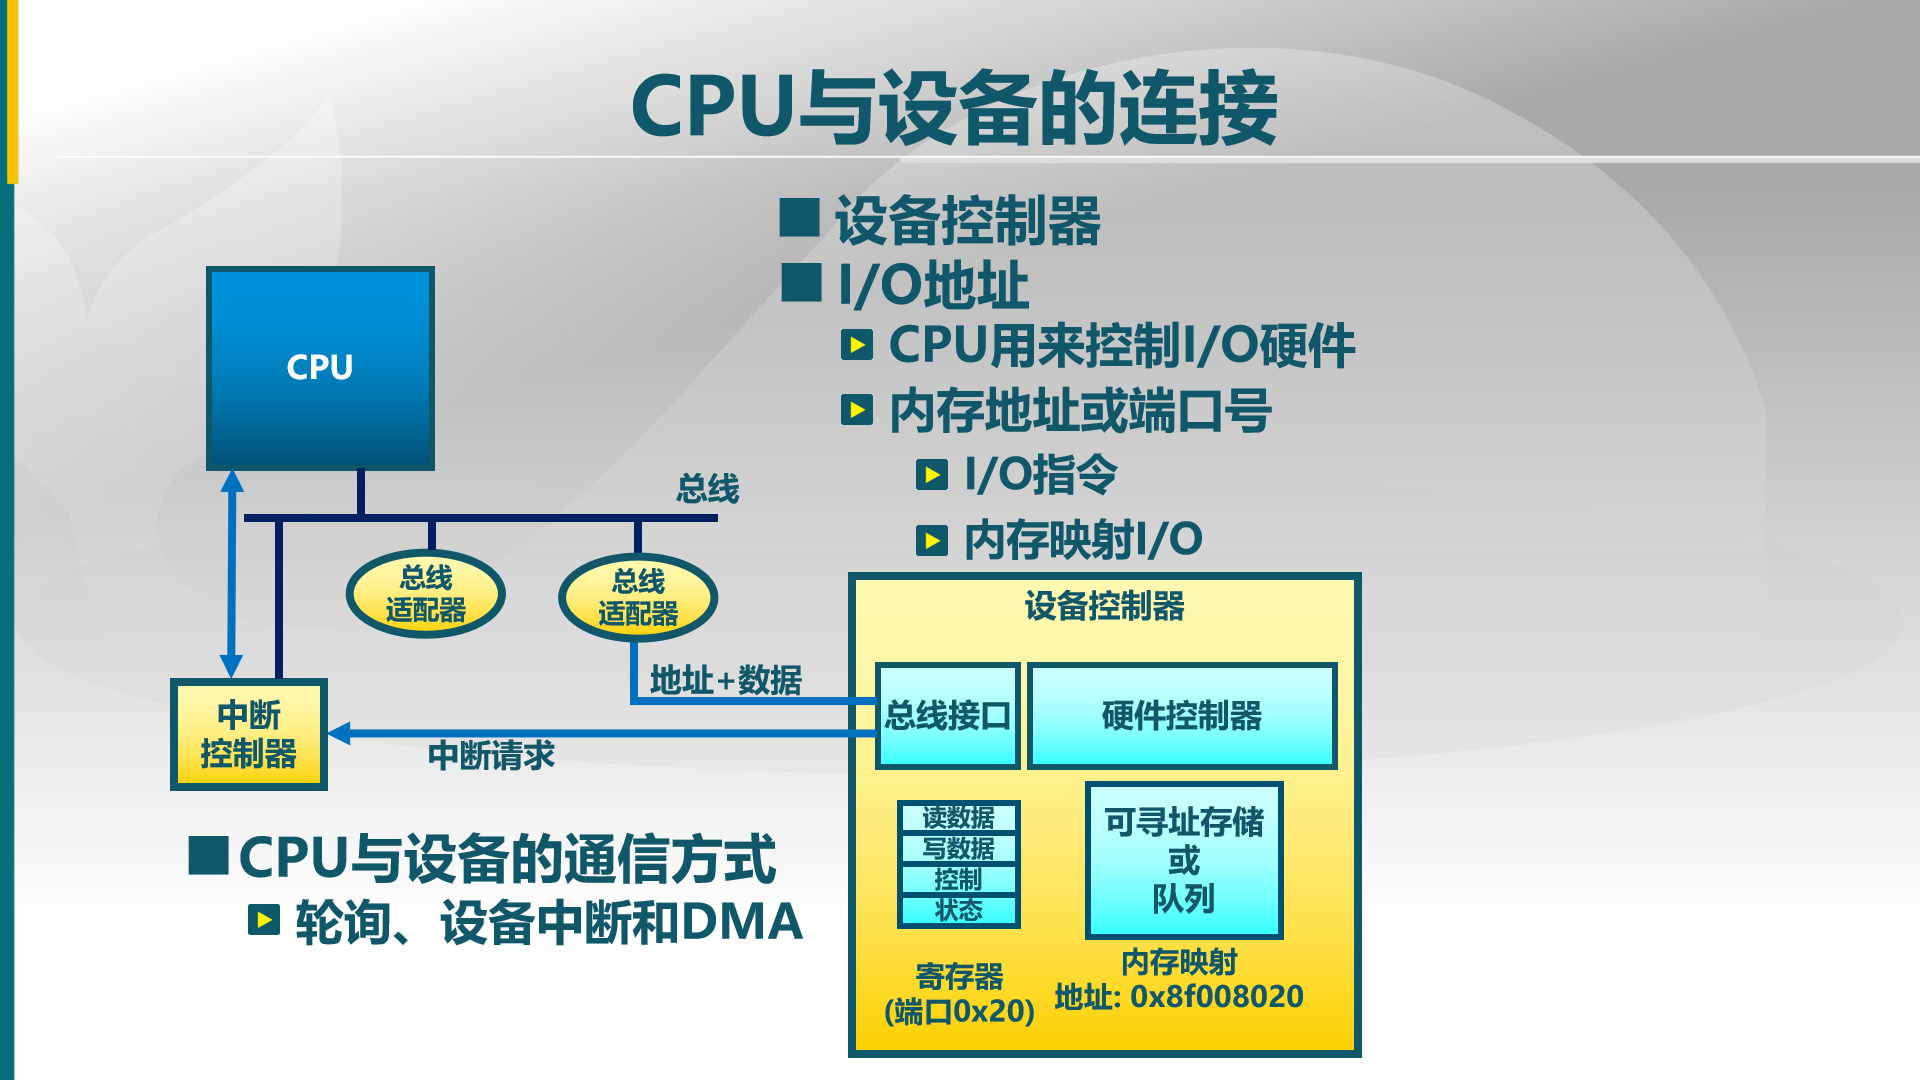 CPU与设备的连接
设备控制器
I/O地址
CPU用来控制I/O硬件
内存地址或端口号
I/O指令
内存映射I/O
CPU
总线
总线
适配器
总线
适配器
地址+数据
中断
控制器
中断请求
设备控制器
总线接口
硬件控制器
读数据
写数据
控制
状态
可寻址存储
或
队列
寄存器
(端口0x20)
内存映射
地址: 0x8f008020
CPU与设备的通信方式
轮询、设备中断和DMA